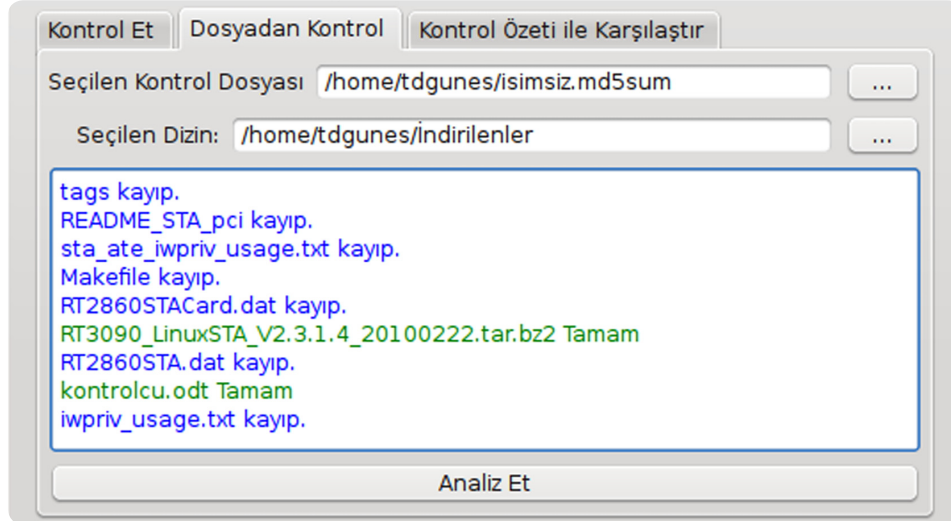 Kontrol Et Dosyadan Kontrol Kontrol Özeti ile Karşılaştır
Seçilen Kontrol Dosyası /home/tdgunes/isimsiz.md5sum ...
Seçilen Dizin: /home/tdgunes/İndirilenler ...
tags kayıp.
README_STA_pci kayıp.
sta_ate_iwpriv_usage.txt kayıp.
Makefile kayıp.
RT2860STACard.dat kayıp.
RT3090_LinuxSTA_V2.3.1.4_20100222.tar.bz2 Tamam
RT2860STA.dat kayıp.
kontrolcu.odt Tamam
iwpriv_usage.txt kayıp.
Analiz Et